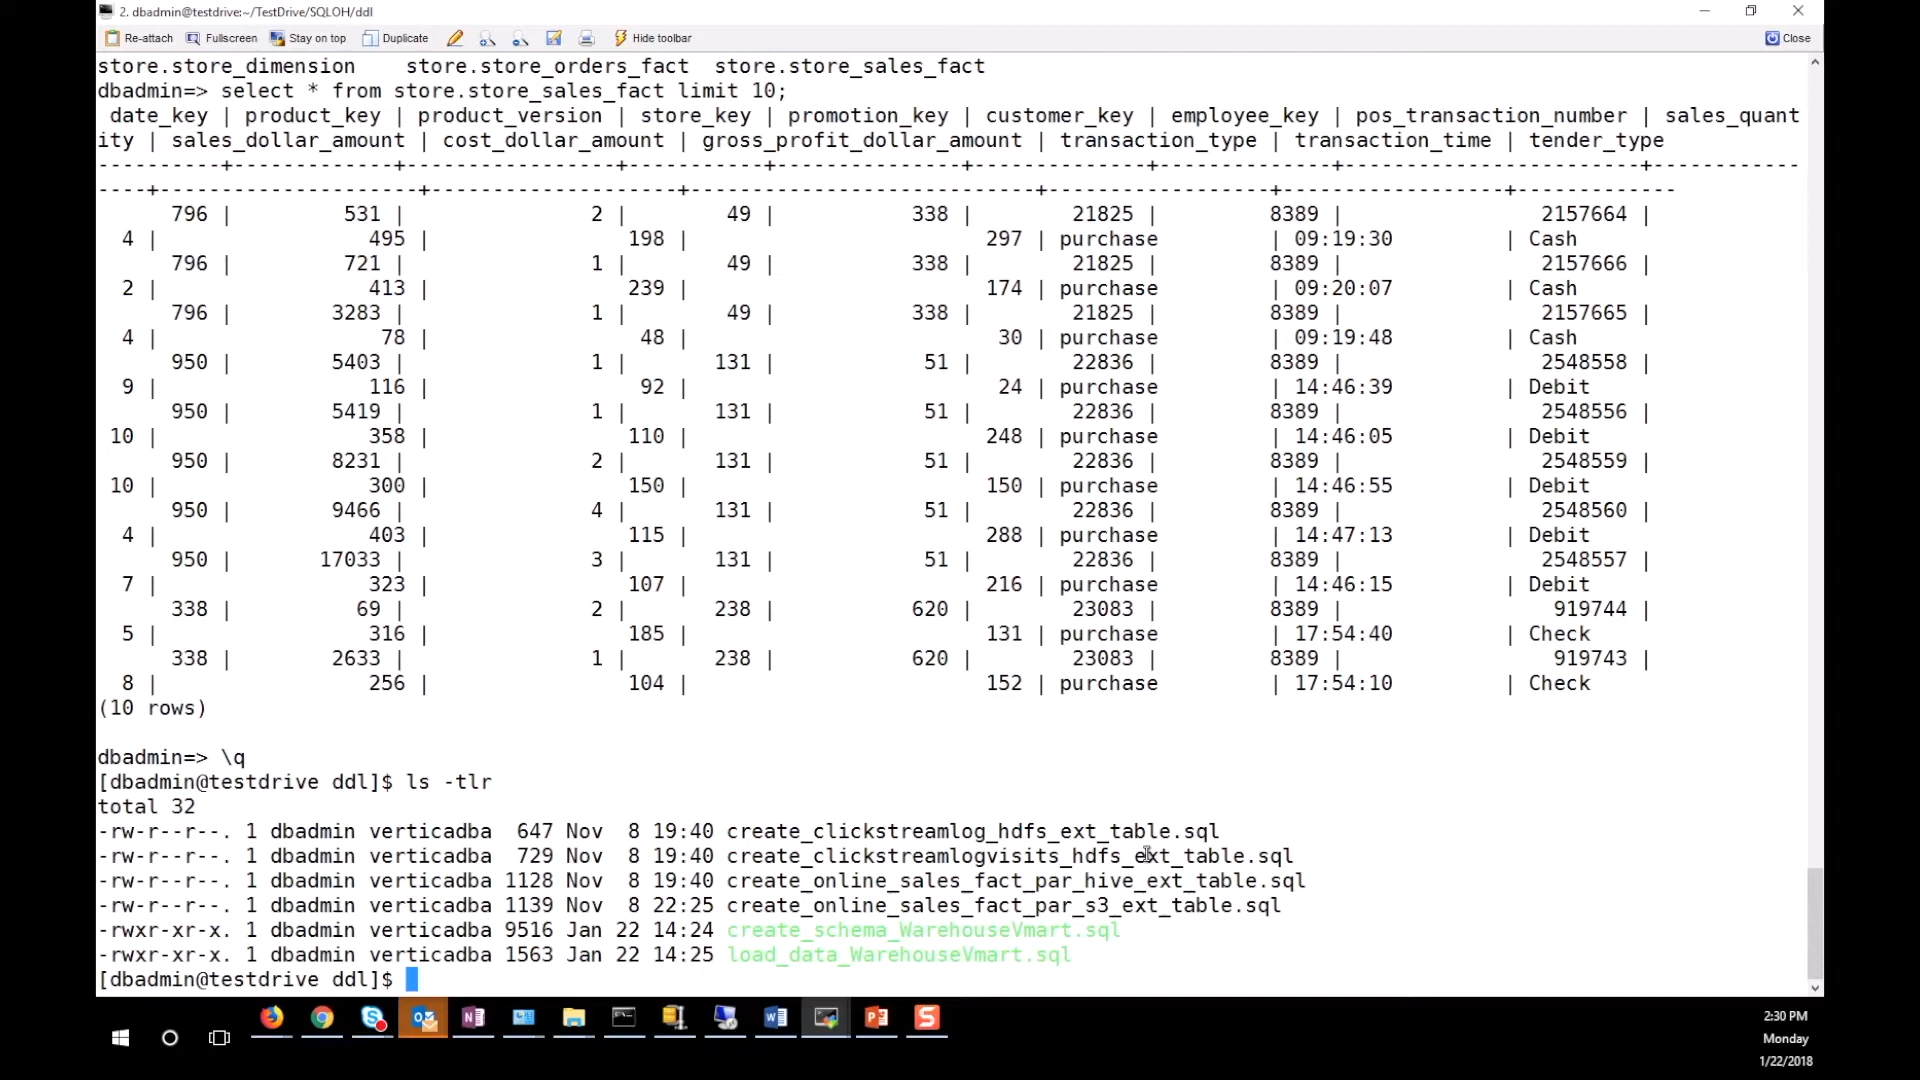 2. dbadmin@testdrive:~/TestDrive/SQLOH/ddl
Re-attach Fullscreen Stay on top Duplicate Hide toolbar Close
store.store_dimension store.store_orders_fact store.store_sales_fact
dbadmin=> select * from store.store_sales_fact limit 10;
date_key | product_key | product_version | store_key | promotion_key | customer_key | employee_key | pos_transaction_number | sales_quant
ity | sales_dollar_amount | cost_dollar_amount | gross_profit_dollar_amount | transaction_type | transaction_time | tender_type
----------+-------------+-----------------+-----------+---------------+--------------+--------------+------------------------+------------
----+---------------------+--------------------+----------------------------+------------------+------------------+-------------
796 | 531 | 2 | 49 | 338 | 21825 | 8389 | 2157664 |
4 | 495 | 198 | 297 | purchase | 09:19:30 | Cash
796 | 721 | 1 | 49 | 338 | 21825 | 8389 | 2157666 |
2 | 413 | 239 | 174 | purchase | 09:20:07 | Cash
796 | 3283 | 1 | 49 | 338 | 21825 | 8389 | 2157665 |
4 | 78 | 48 | 30 | purchase | 09:19:48 | Cash
950 | 5403 | 1 | 131 | 51 | 22836 | 8389 | 2548558 |
9 | 116 | 92 | 24 | purchase | 14:46:39 | Debit
950 | 5419 | 1 | 131 | 51 | 22836 | 8389 | 2548556 |
10 | 358 | 110 | 248 | purchase | 14:46:05 | Debit
950 | 8231 | 2 | 131 | 51 | 22836 | 8389 | 2548559 |
10 | 300 | 150 | 150 | purchase | 14:46:55 | Debit
950 | 9466 | 4 | 131 | 51 | 22836 | 8389 | 2548560 |
4 | 403 | 115 | 288 | purchase | 14:47:13 | Debit
950 | 17033 | 3 | 131 | 51 | 22836 | 8389 | 2548557 |
7 | 323 | 107 | 216 | purchase | 14:46:15 | Debit
338 | 69 | 2 | 238 | 620 | 23083 | 8389 | 919744 |
5 | 316 | 185 | 131 | purchase | 17:54:40 | Check
338 | 2633 | 1 | 238 | 620 | 23083 | 8389 | 919743 |
8 | 256 | 104 | 152 | purchase | 17:54:10 | Check
(10 rows)
dbadmin=> \q
[dbadmin@testdrive ddl]$ ls -tlr
total 32
-rw-r--r--. 1 dbadmin verticadba 647 Nov 8 19:40 create_clickstreamlog_hdfs_ext_table.sql
-rw-r--r--. 1 dbadmin verticadba 729 Nov 8 19:40 create_clickstreamlogvisits_hdfs_ext_table.sql
-rw-r--r--. 1 dbadmin verticadba 1128 Nov 8 19:40 create_online_sales_fact_par_hive_ext_table.sql
-rw-r--r--. 1 dbadmin verticadba 1139 Nov 8 22:25 create_online_sales_fact_par_s3_ext_table.sql
-rwxr-xr-x. 1 dbadmin verticadba 9516 Jan 22 14:24 create_schema_WarehouseVmart.sql
-rwxr-xr-x. 1 dbadmin verticadba 1563 Jan 22 14:25 load_data_WarehouseVmart.sql
[dbadmin@testdrive ddl]$
2:30 PM
Monday
1/22/2018